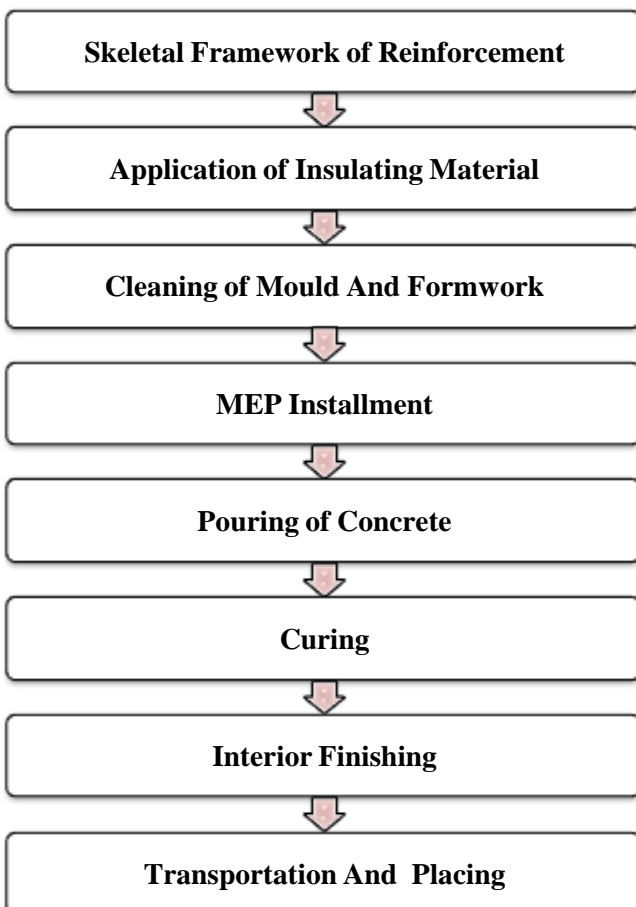 Skeletal Framework of Reinforcement
Application of Insulating Material
Cleaning of Mould And Formwork
MEP Installment
Pouring of Concrete
Curing
Interior Finishing
Transportation And Placing